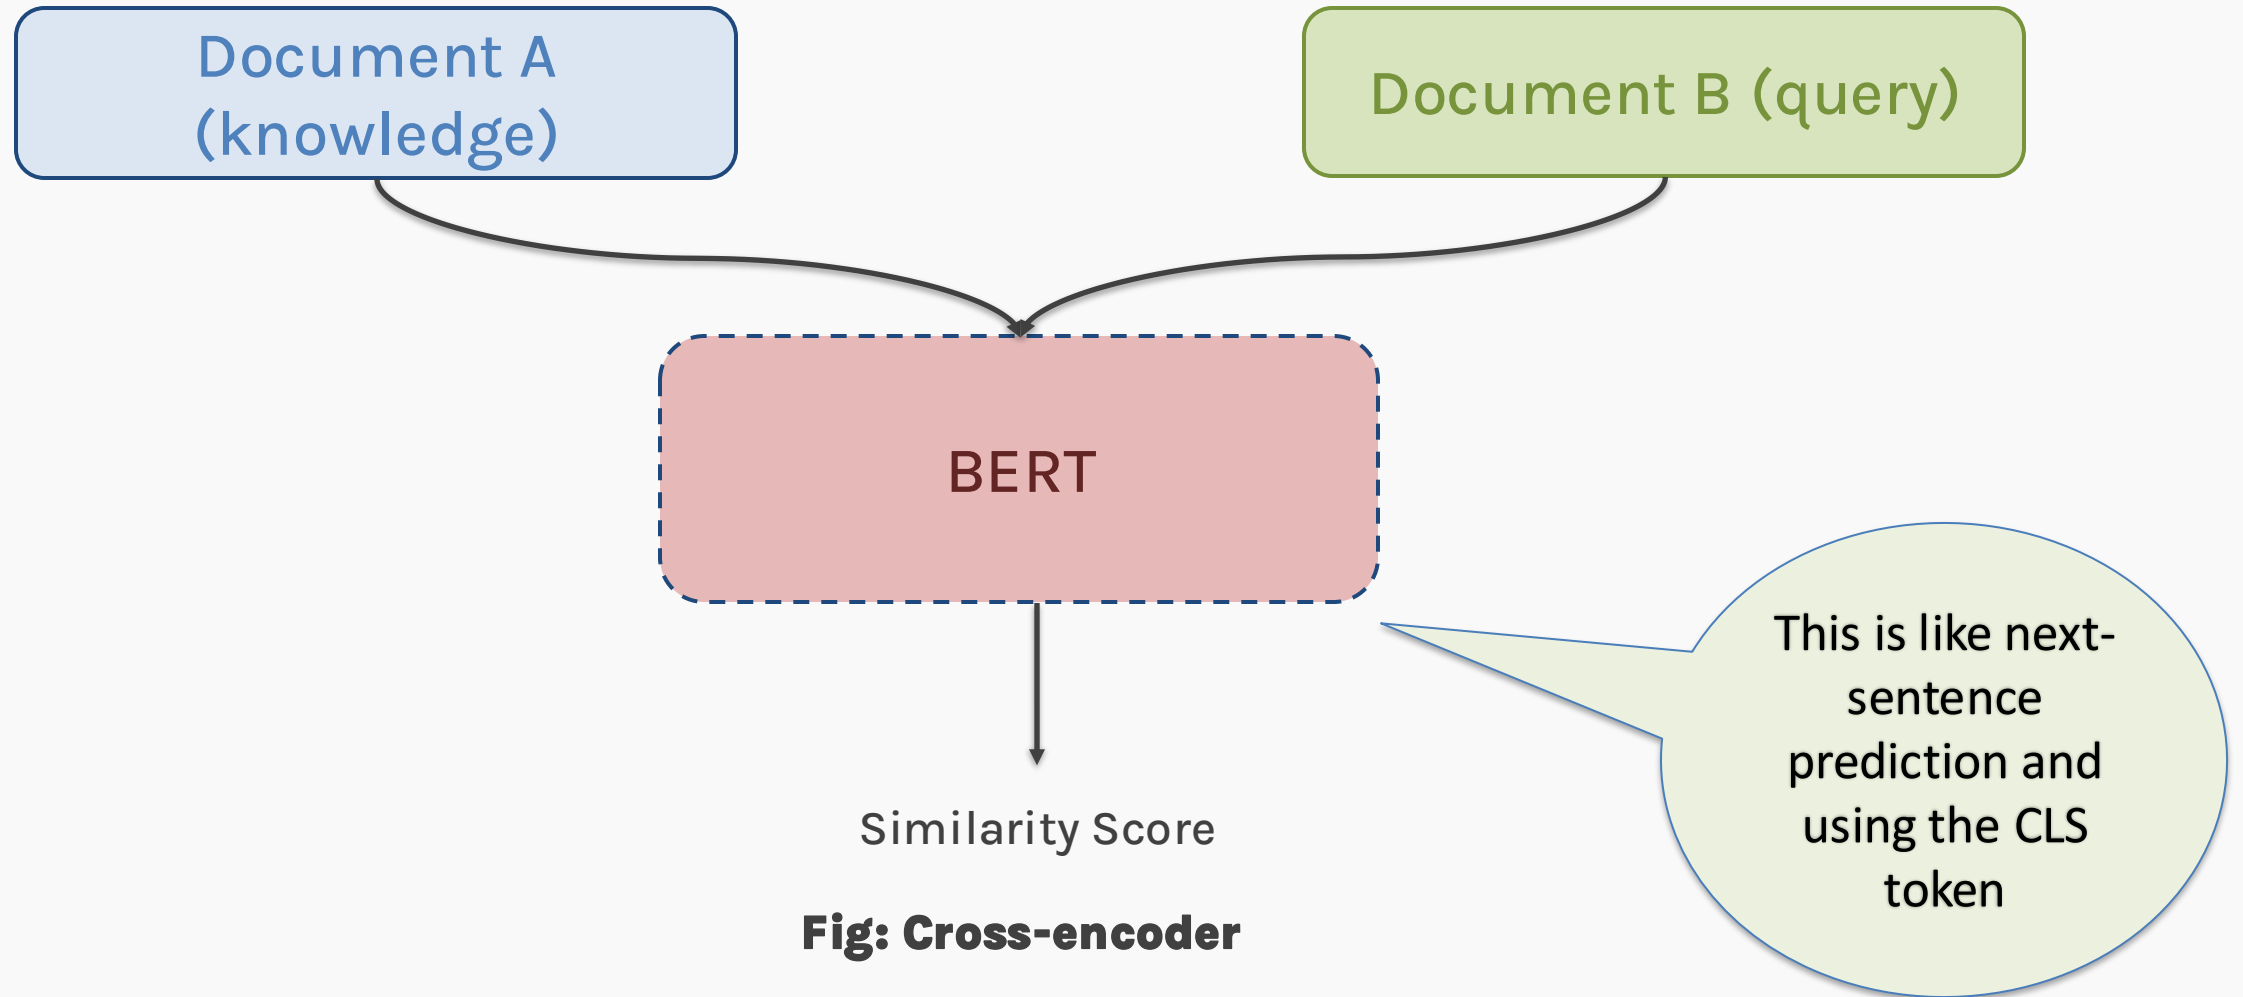 Document A
(knowledge)
Document B (query)
BERT
This is like next-
sentence
prediction and
using the CLS
token
Similarity Score
Fig: Cross-encoder